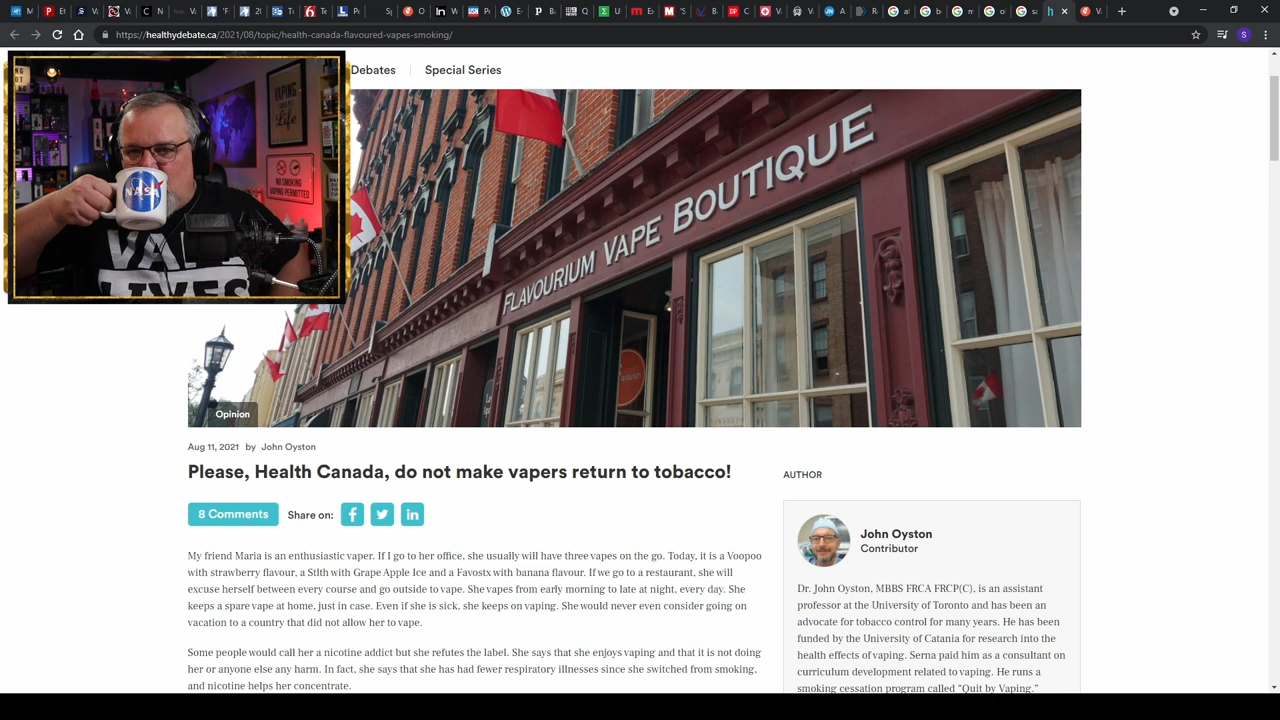 https://healthydebate.ca/2021/08/topic/health-canada-flavoured-vapes-smoking/
Debates
Special Series
VAPING
Life
NO SMOKING
VAPING PERMITTED
NASA
FLAVOURIUM VAPE BOUTIQUE
Opinion
Aug 11, 2021 by John Oyston
Please, Health Canada, do not make vapers return to tobacco!
8 Comments
Share on:
My friend Maria is an enthusiastic vaper. If I go to her office, she usually will have three vapes on the go. Today, it is a Voopoo
with strawberry flavour, a Stlth with Grape Apple Ice and a Favostx with banana flavour. If we go to a restaurant, she will
excuse herself between every course and go outside to vape. She vapes from early morning to late at night, every day. She
keeps a spare vape at home, just in case. Even if she is sick, she keeps on vaping. She would never even consider going on
vacation to a country that did not allow her to vape.
Some people would call her a nicotine addict but she refutes the label. She says that she enjoys vaping and that it is not doing
her or anyone else any harm. In fact, she says that she has had fewer respiratory illnesses since she switched from smoking,
and nicotine helps her concentrate.
AUTHOR
John Oyston
Contributor
Dr. John Oyston, MBBS FRCA FRCP(C), is an assistant
professor at the University of Toronto and has been an
advocate for tobacco control for many years. He has been
funded by the University of Catania for research into the
health effects of vaping. Serna paid him as a consultant on
curriculum development related to vaping. He runs a
smoking cessation program called "Quit by Vaping."